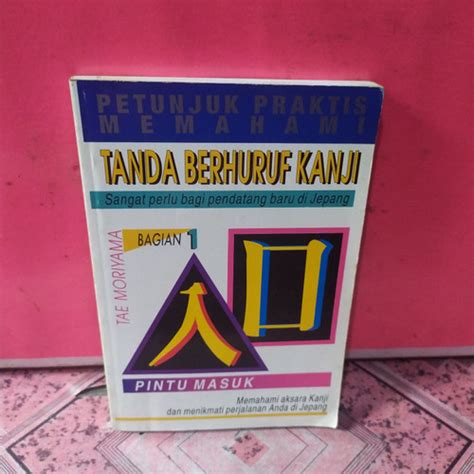 PETUNJUK PRAKTIS
MEMAHAMI
TANDA BERHURUF KANJI
Sangat perlu bagi pendatang baru di Jepang
TAE MORIYAMA
BAGIAN 1
入口
PINTU MASUK
Memahami aksara Kanji
dan menikmati perjalanan Anda di Jepang